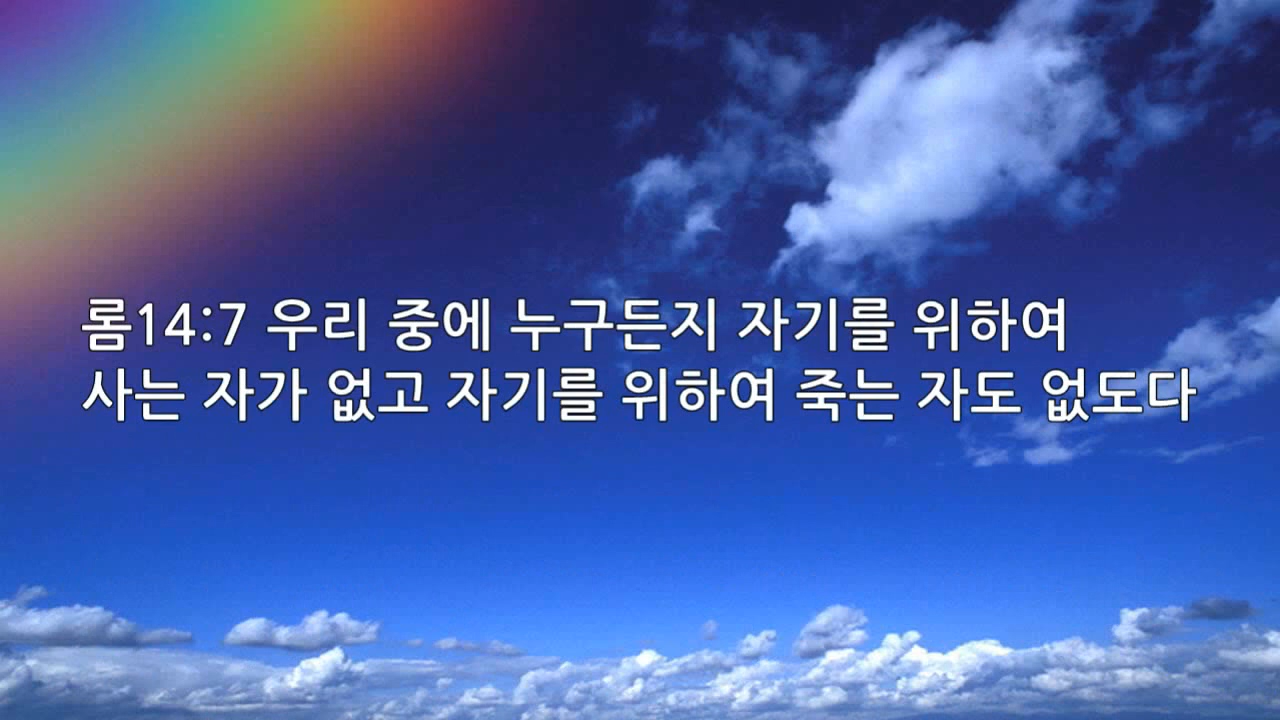 롬14:7 우리 중에 누구든지 자기를 위하여
사는 자가 없고 자기를 위하여 죽는 자도 없도다